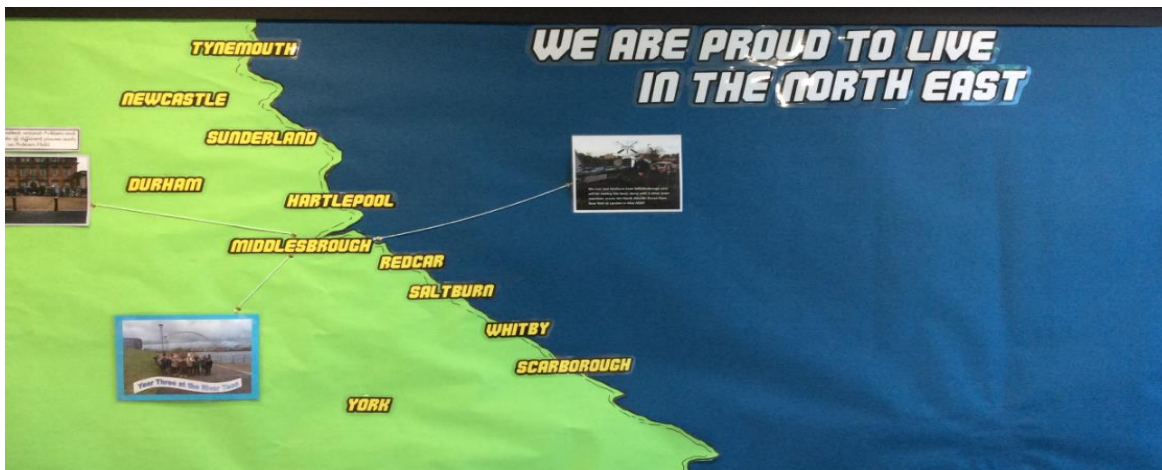 TYNEMOUTH
WE ARE PROUD TO LIVE
IN THE NORTH EAST
NEWCASTLE
SUNDERLAND
DURHAM
HARTLEPOOL
MIDDLESBROUGH
REDCAR
SALTBURN
WHITBY
SCARBOROUGH
Year Three at the River Tees
YORK